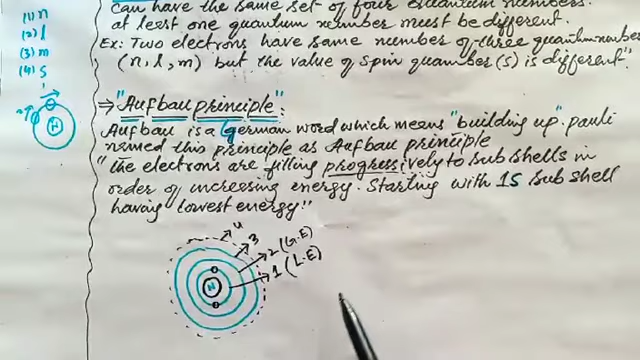 (1) n
(2) l
(3) m
(4) s
N
can have the same set of four quantum numbers.
at least one quantum number must be different.
Ex: Two electrons have same number of three quantum number
(n, l, m) but the value of spin quamber (s) is different".
⇒ "Aufbau principle":
Aufbau is a German word which means "building up". pauli
named this principle as Aufbau principle
"the electrons are filling progressively to sub shells in
order of increasing energy. Starting with 1S sub shell
having lowest energy"
4
3
2 (G.E)
1 (L.E)
N